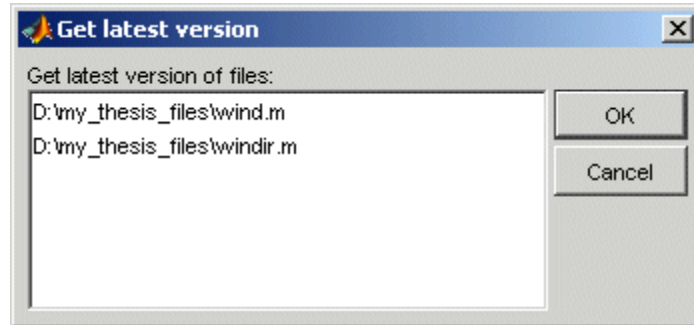 Get latest version
Get latest version of files:
D:\my_thesis_files\wind.m
OK
D:\my_thesis_files\windir.m
Cancel